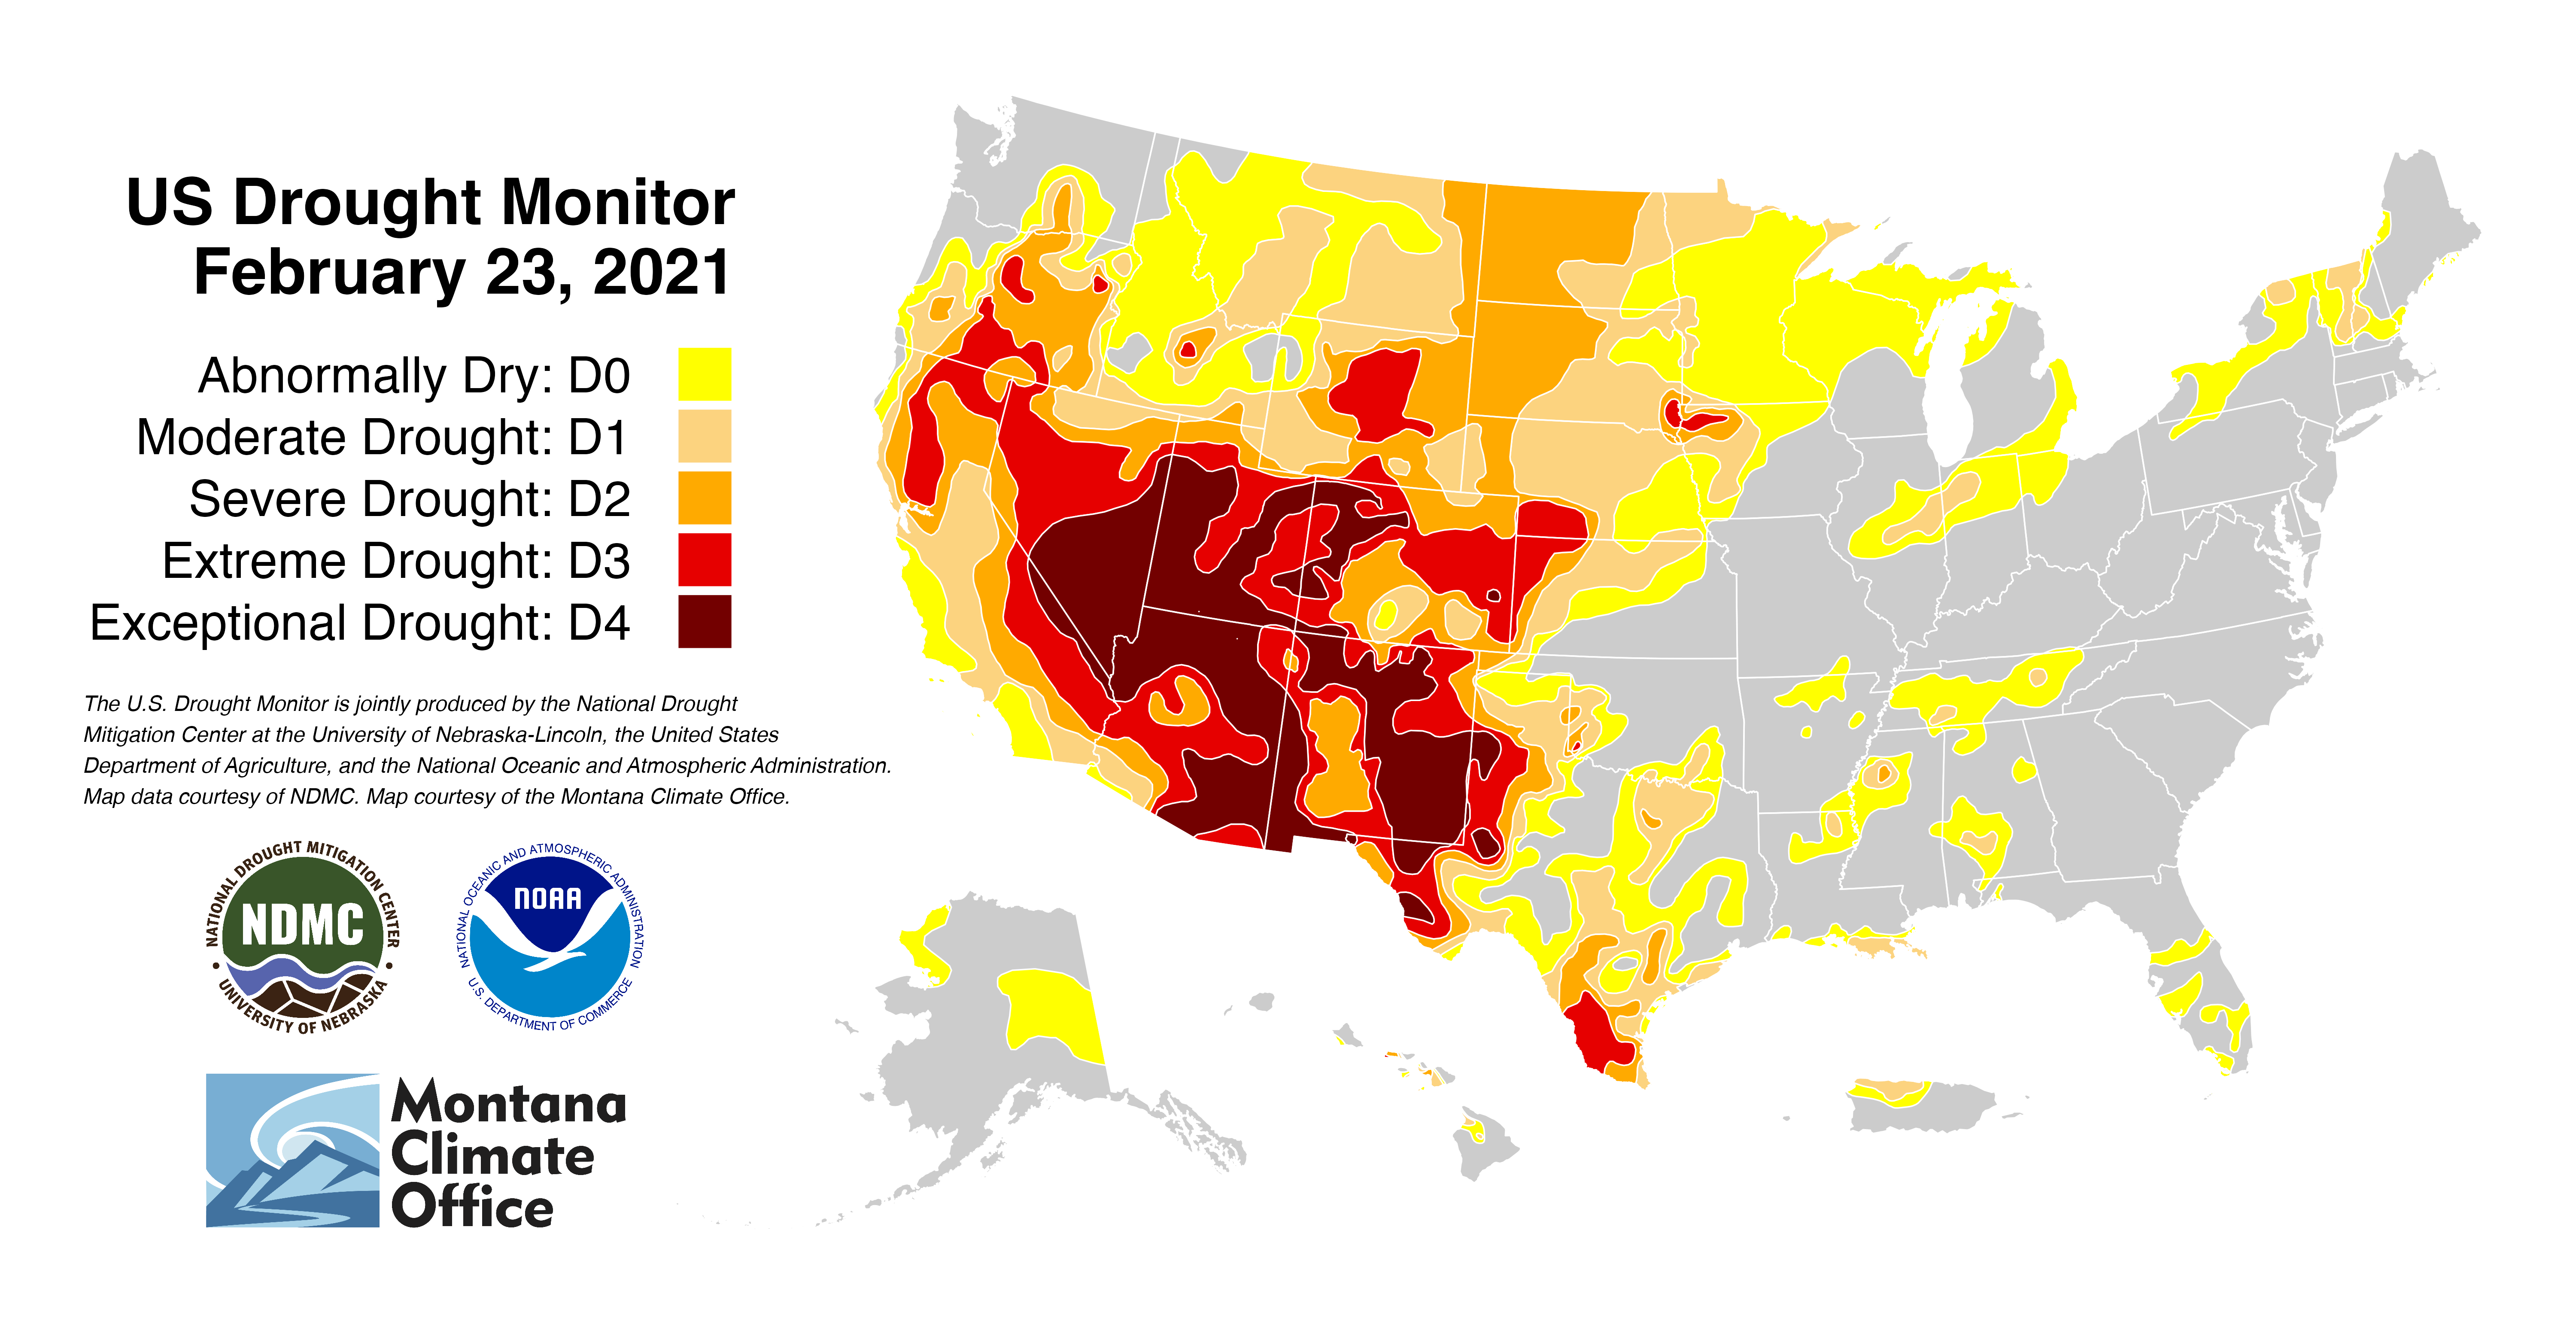 US Drought Monitor
February 23, 2021
Abnormally Dry: D0
Moderate Drought: D1
Severe Drought: D2
Extreme Drought: D3
Exceptional Drought: D4
The U.S. Drought Monitor is jointly produced by the National Drought
Mitigation Center at the University of Nebraska-Lincoln, the United States
Department of Agriculture, and the National Oceanic and Atmospheric Administration.
Map data courtesy of NDMC. Map courtesy of the Montana Climate Office.
NATIONAL DROUGHT MITIGATION CENTER
NDMC
• UNIVERSITY OF NEBRASKA •
NATIONAL OCEANIC AND ATMOSPHERIC ADMINISTRATION
NOAA
U.S. DEPARTMENT OF COMMERCE
Montana
Climate
Office